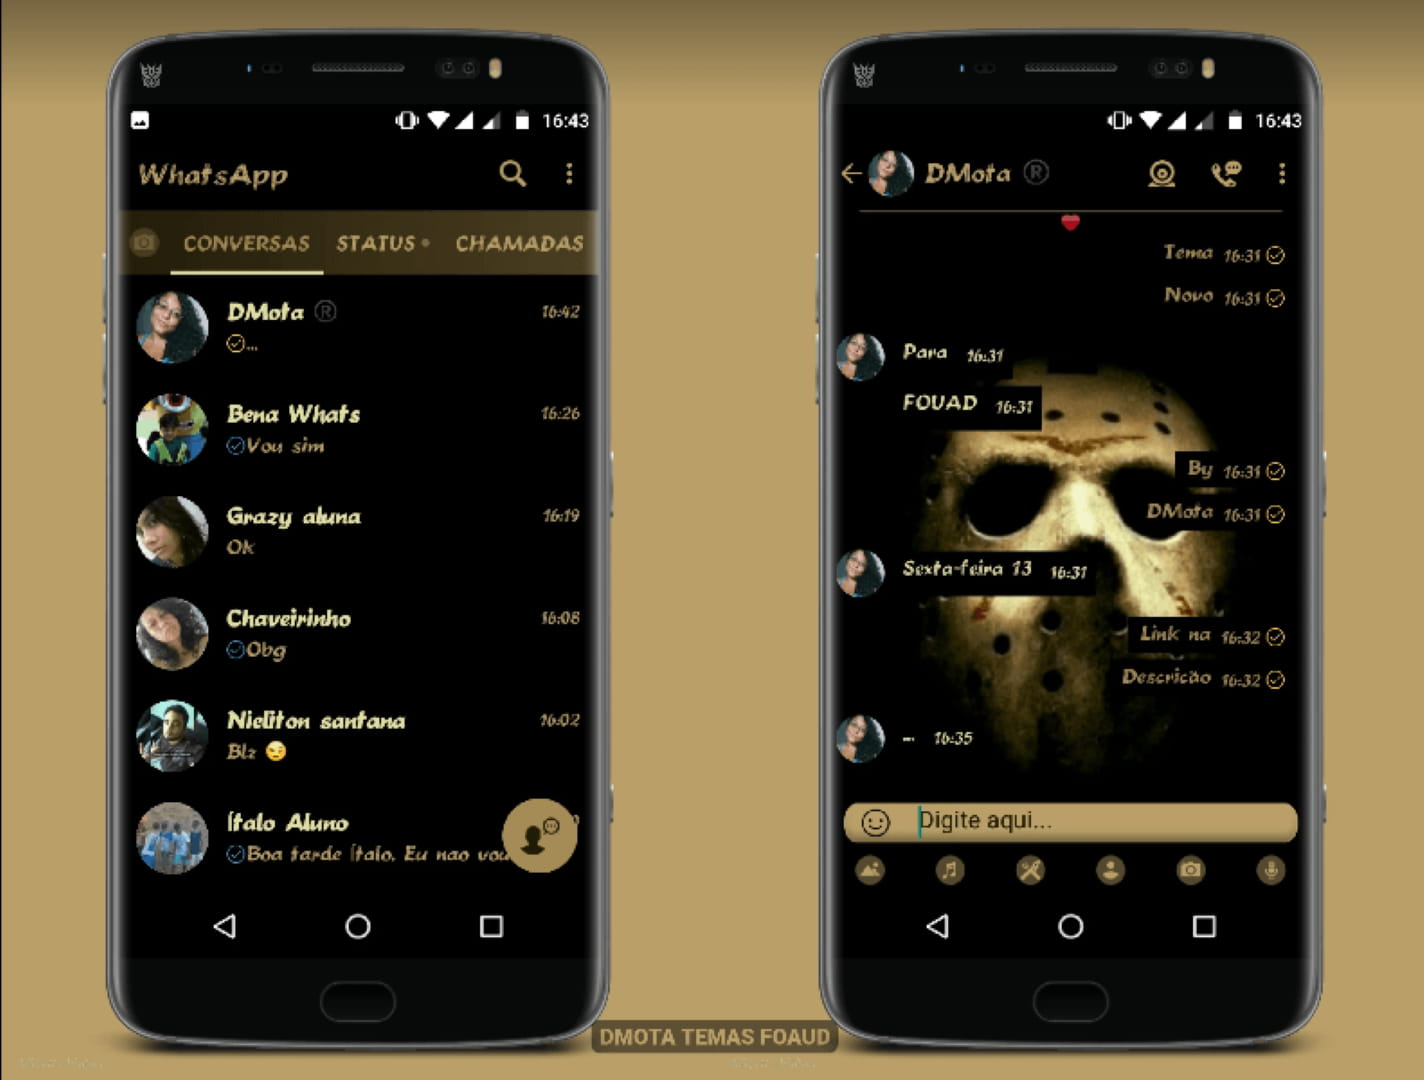 16:43
WhatsApp
CONVERSAS STATUS CHAMADAS
DMota ® 16:42
...
Bena Whats 16:26
Vou sim
Grazy aluna 16:19
Ok
Chaveirinho 16:08
Obg
Nieliton santana 16:02
Blz 😒
Ítalo Aluno
Boa tarde Ítalo, Eu nao vou
16:43
DMota ®
Tema 16:31
Novo 16:31
Para 16:31
FOUAD 16:31
By 16:31
DMota 16:31
Sexta-feira 13 16:31
Link na 16:32
Descricão 16:32
... 16:35
Digite aqui...
DMOTA TEMAS FOAUD